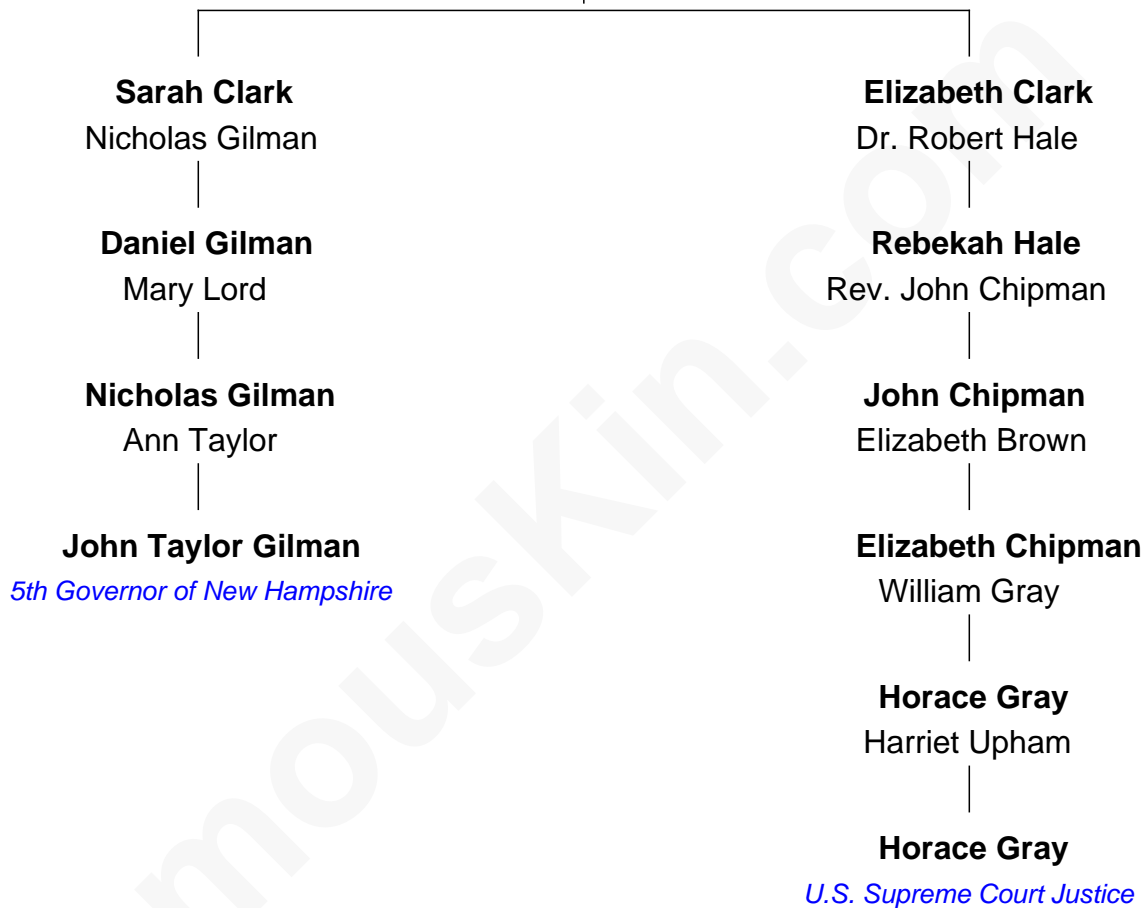 Sarah Clark
Nicholas Gilman
Daniel Gilman
Mary Lord
Nicholas Gilman
Ann Taylor
John Taylor Gilman
5th Governor of New Hampshire
Elizabeth Clark
Dr. Robert Hale
Rebekah Hale
Rev. John Chipman
John Chipman
Elizabeth Brown
Elizabeth Chipman
William Gray
Horace Gray
Harriet Upham
Horace Gray
U.S. Supreme Court Justice
mouskin.com